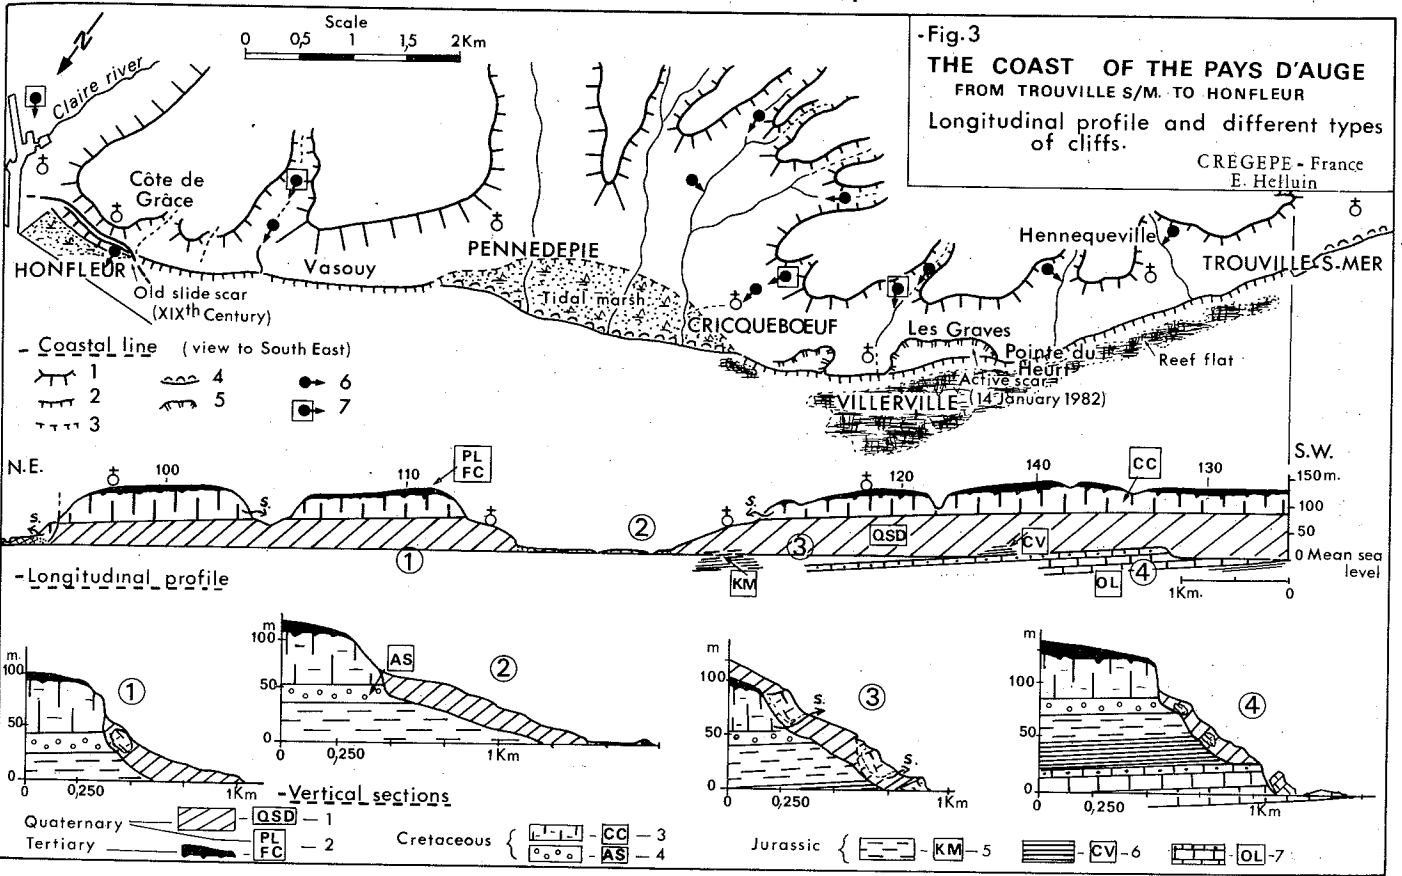 -Fig.3
THE COAST OF THE PAYS D'AUGE
FROM TROUVILLE S/M. TO HONFLEUR
Longitudinal profile and different types
of cliffs.
CREGEPE - France
E. Helluin
N
Scale
0 0,5 1 1,5 2Km
Claire river
Côte de
Grâce
HONFLEUR
Vasouy
PENNEDEPIE
Tidal marsh.
Hennequeville
TROUVILLE-S-MER
CRICQUEBŒUF
Les Graves
Pointe du
Heurt
Reef flat
Active scar
(14 January 1982)
VILLERVILLE
Old slide scar
(XIXth Century)
- Coastal line (view to South East)
1 4 6
2 5 7
3
N.E. S.W.
100 110 120 140 130
PL
FC
CC
150m.
100
50
0 Mean sea
level
S. S. S.
QSD
CV
KM
OL
1 2 3 4
1Km. 0
-Longitudinal profile
m.
100
50
0
0 0,250 1Km
1
m
100
50
0
0 0,250 1Km
AS
2
m
100
50
0
0 0,250 1Km
S. S.
3
m
100
50
0
0 0,250 1Km
4
-Vertical sections
Quaternary - QSD - 1
Tertiary PL FC - 2
Cretaceous { - CC - 3
- AS - 4
Jurassic { - KM - 5 - CV - 6 - OL - 7